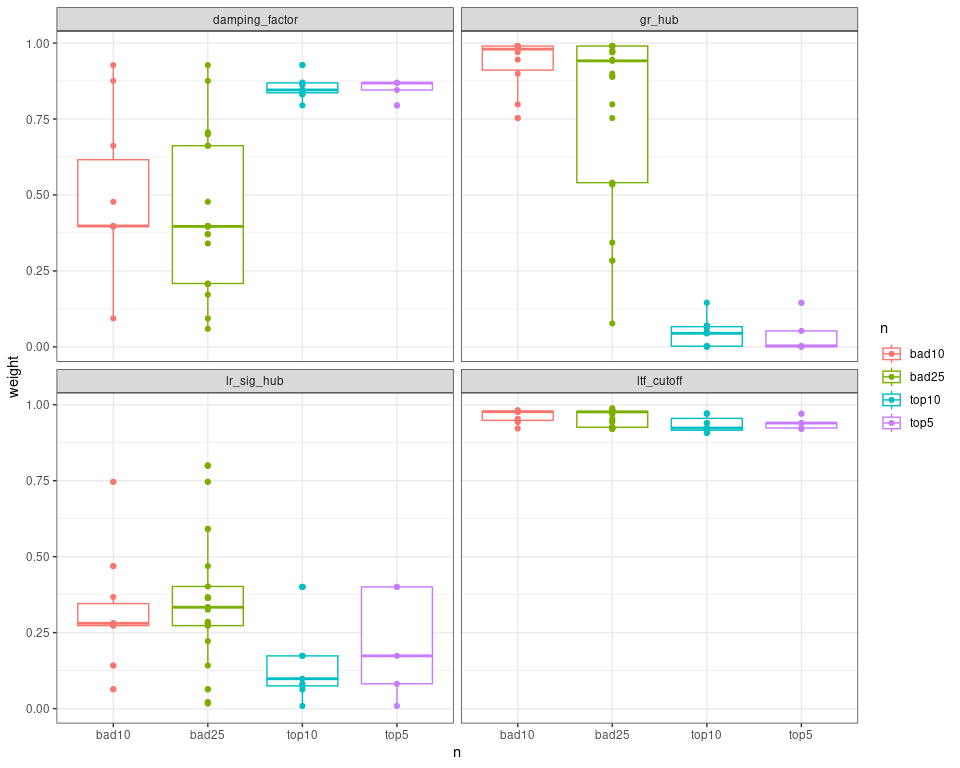 damping_factor
gr_hub
1.00
0.75
0.50
0.25
0.00
weight
lr_sig_hub
ltf_cutoff
1.00
0.75
0.50
0.25
0.00
bad10 bad25 top10 top5
bad10 bad25 top10 top5
n
n
bad10
bad25
top10
top5